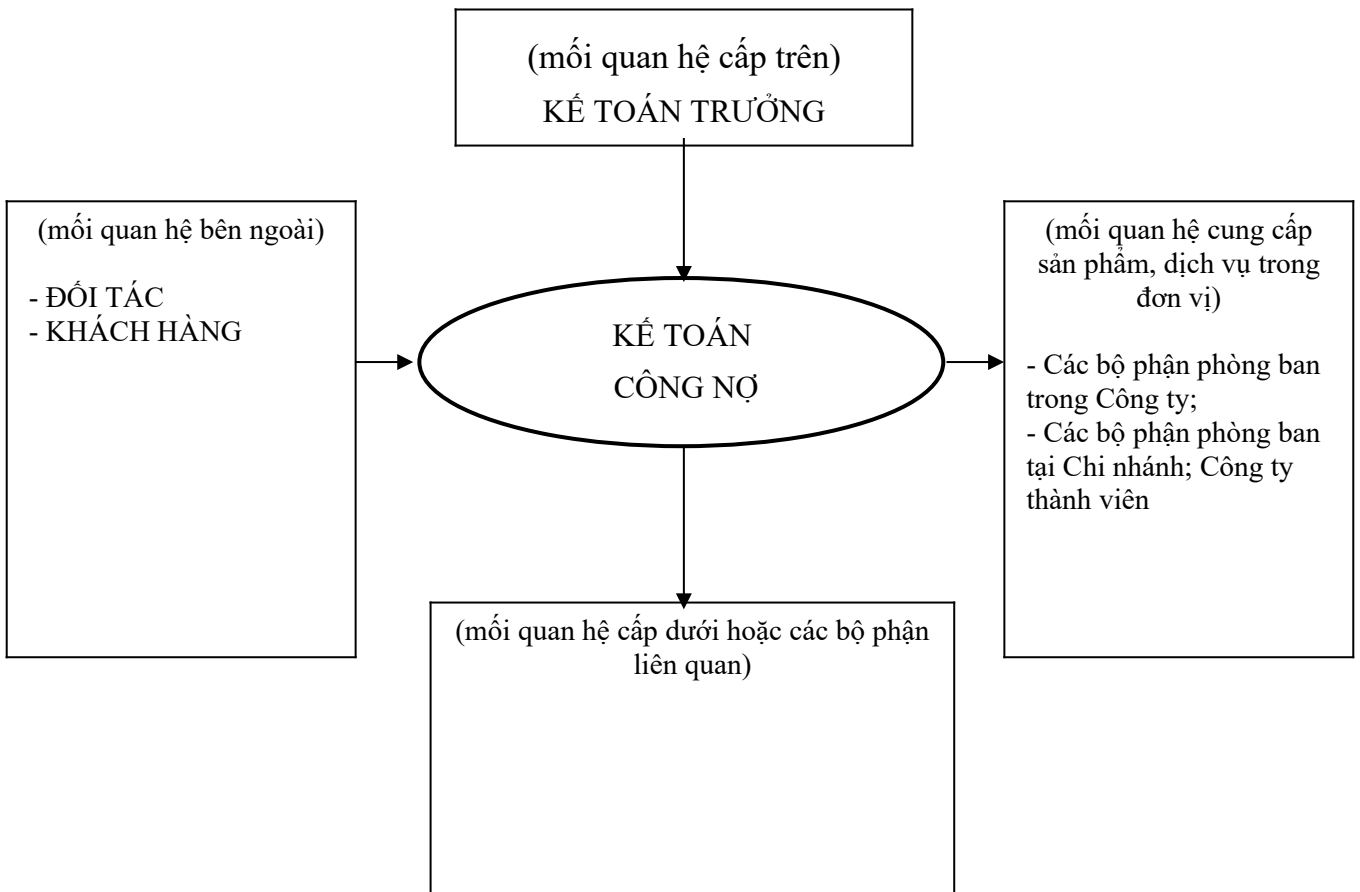 (mối quan hệ cấp trên)
KẾ TOÁN TRƯỞNG
(mối quan hệ bên ngoài)
- ĐỐI TÁC
- KHÁCH HÀNG
KẾ TOÁN
CÔNG NỢ
(mối quan hệ cung cấp
sản phẩm, dịch vụ trong
đơn vị)
- Các bộ phận phòng ban
trong Công ty;
- Các bộ phận phòng ban
tại Chi nhánh; Công ty
thành viên
(mối quan hệ cấp dưới hoặc các bộ phận
liên quan)